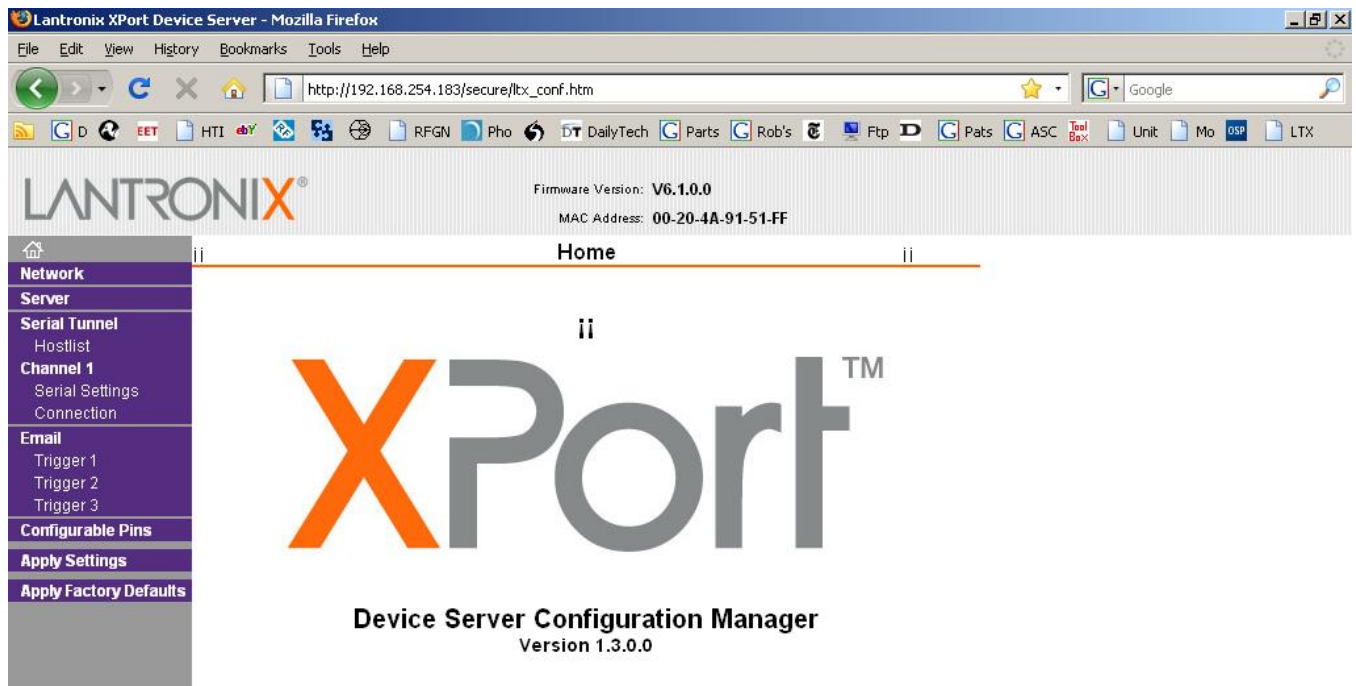 Lantronix XPort Device Server - Mozilla Firefox
File Edit View History Bookmarks Tools Help
http://192.168.254.183/secure/ltx_conf.htm
Google
G D EET HTI ebY RFGN Pho DT DailyTech G Parts G Rob's Ftp D G Pats G ASC Tool Box Unit Mo OSP LTX
LANTRONIX®
Firmware Version: V6.1.0.0
MAC Address: 00-20-4A-91-51-FF
¡¡ Home ¡¡
Network
Server
Serial Tunnel
Hostlist
Channel 1
Serial Settings
Connection
Email
Trigger 1
Trigger 2
Trigger 3
Configurable Pins
Apply Settings
Apply Factory Defaults
¡¡
XPort™
Device Server Configuration Manager
Version 1.3.0.0